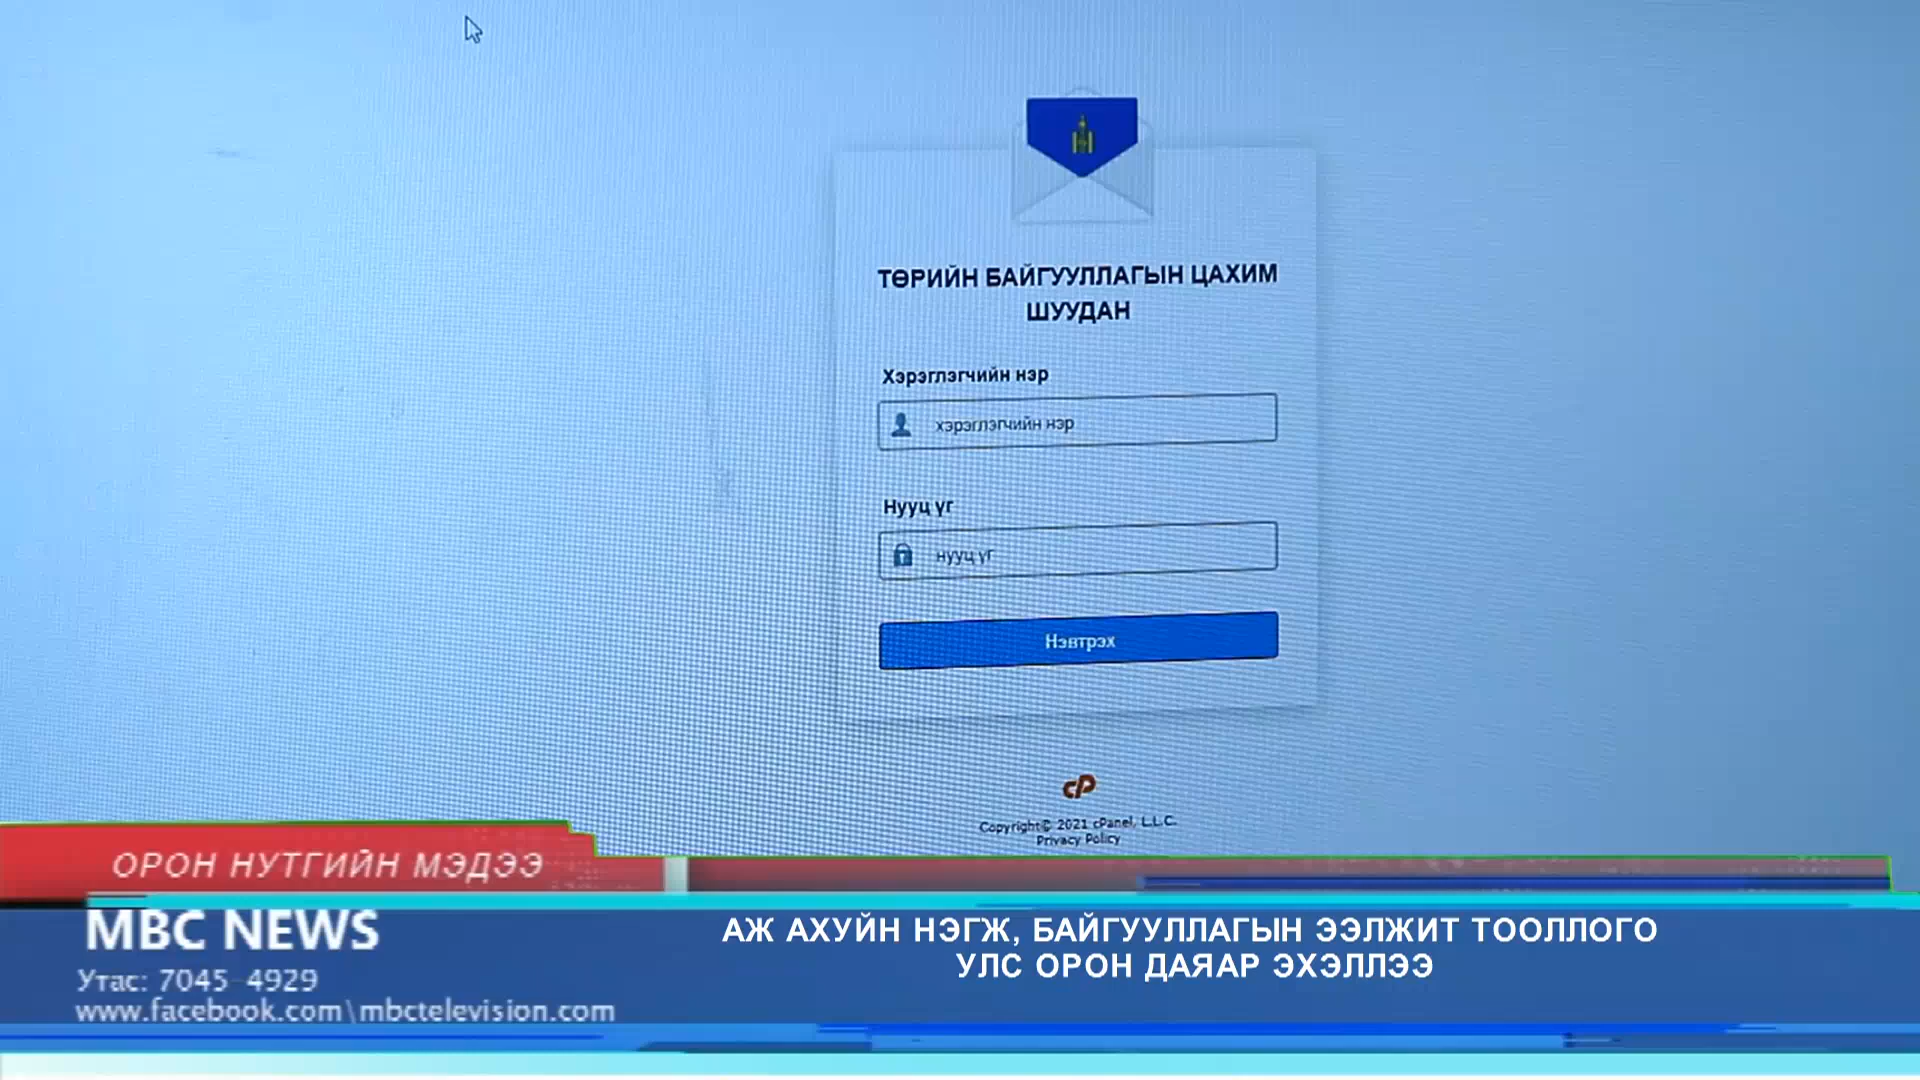 ТӨРИЙН БАЙГУУЛЛАГЫН ЦАХИМ
ШУУДАН
Хэрэглэгчийн нэр
хэрэглэгчийн нэр
Нууц үг
нууц үг
Нэвтрэх
cP
Copyright© 2021 cPanel, L.L.C.
Privacy Policy
ОРОН НУТГИЙН МЭДЭЭ
MBC NEWS
Утас: 7045-4929
www.facebook.com\mbctelevision.com
АЖ АХУЙН НЭГЖ, БАЙГУУЛЛАГЫН ЭЭЛЖИТ ТООЛЛОГО
УЛС ОРОН ДАЯАР ЭХЭЛЛЭЭ